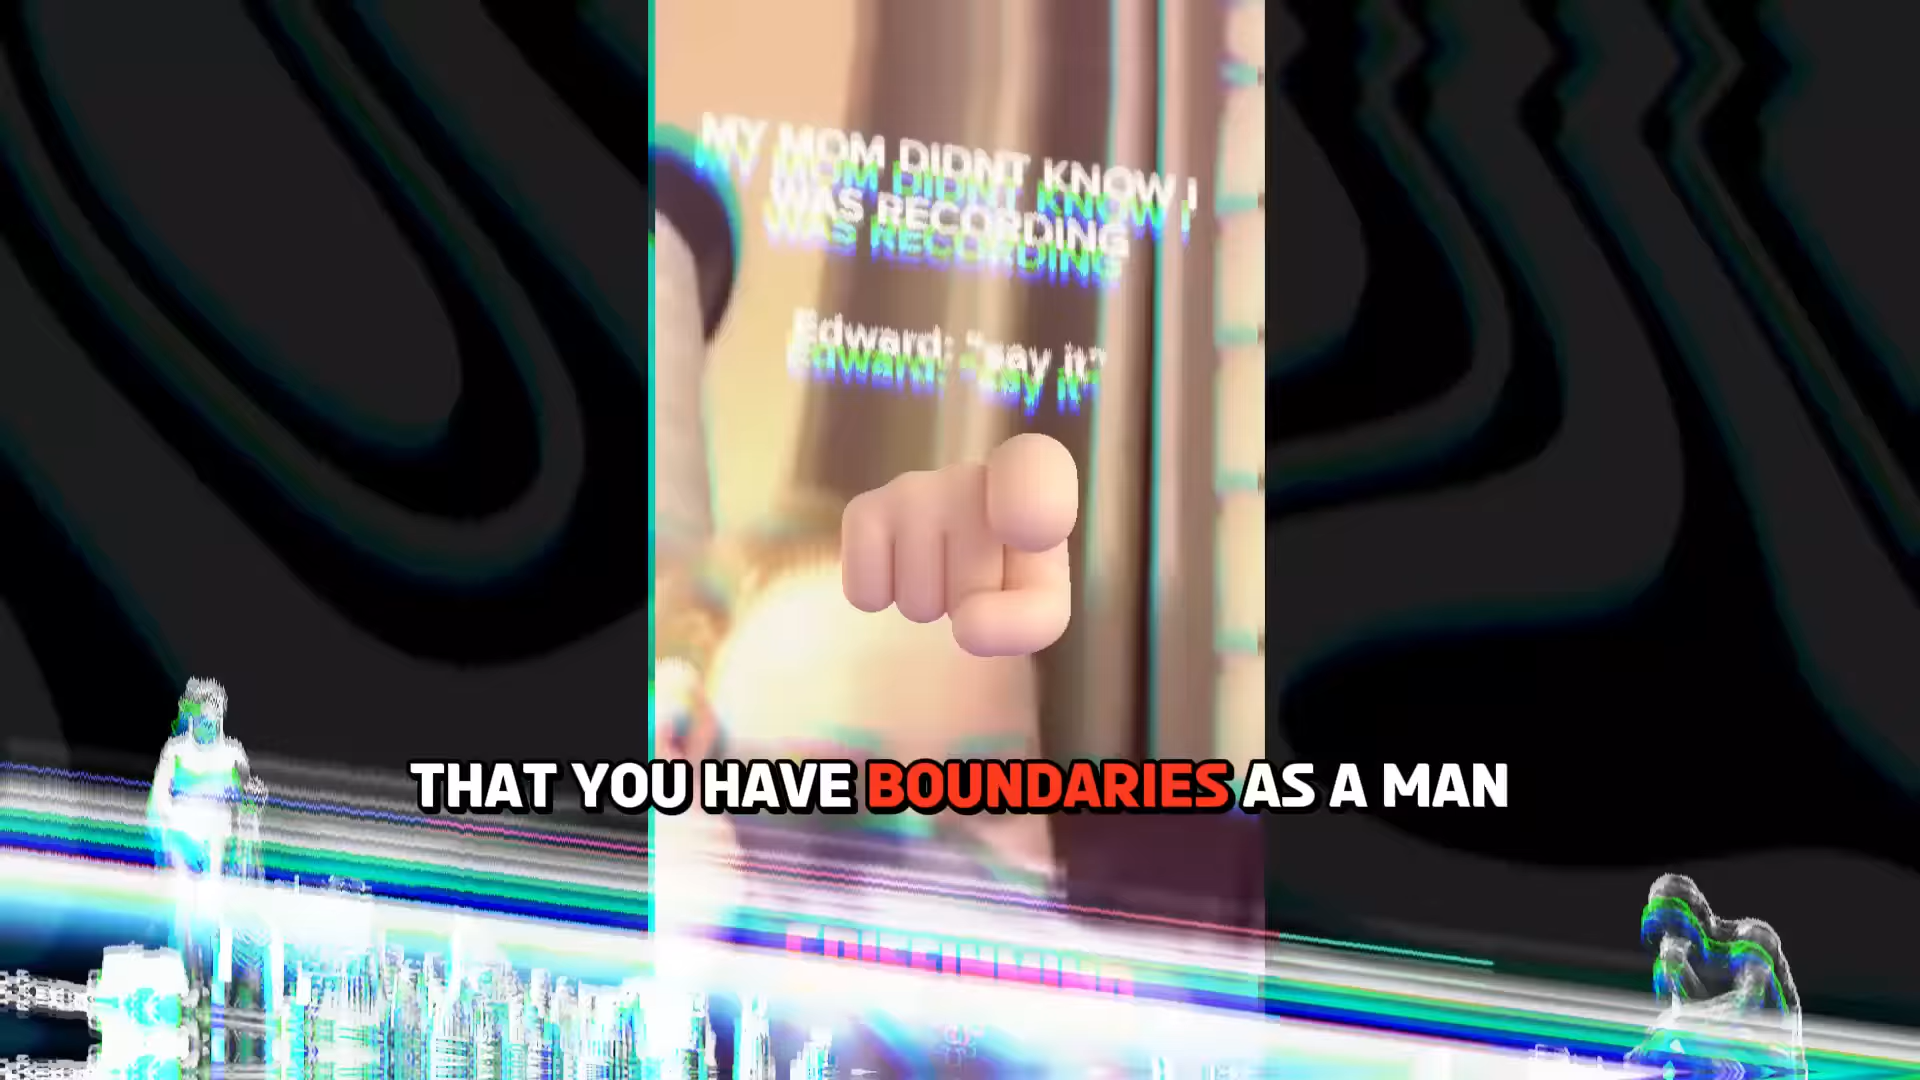 MY MOM DIDNT KNOW I
WAS RECORDING
Edward: "say it"
THAT YOU HAVE BOUNDARIES AS A MAN